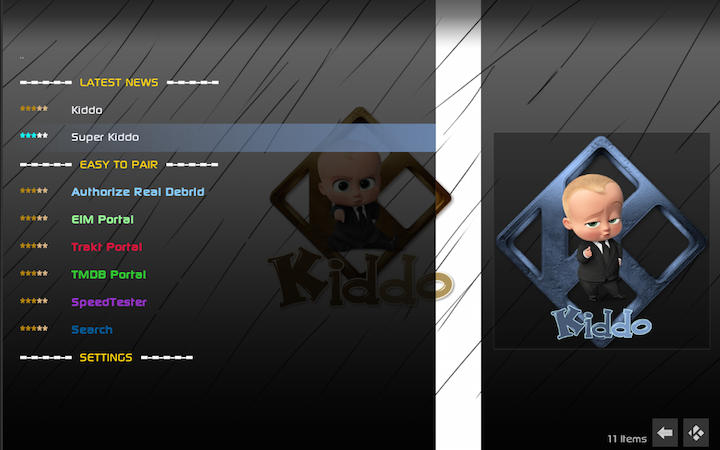 ..
LATEST NEWS
Kiddo
Super Kiddo
EASY TO PAIR
Authorize Real Debrid
EIM Portal
Trakt Portal
TMDB Portal
SpeedTester
Search
SETTINGS
Kiddo
Kiddo
11 Items